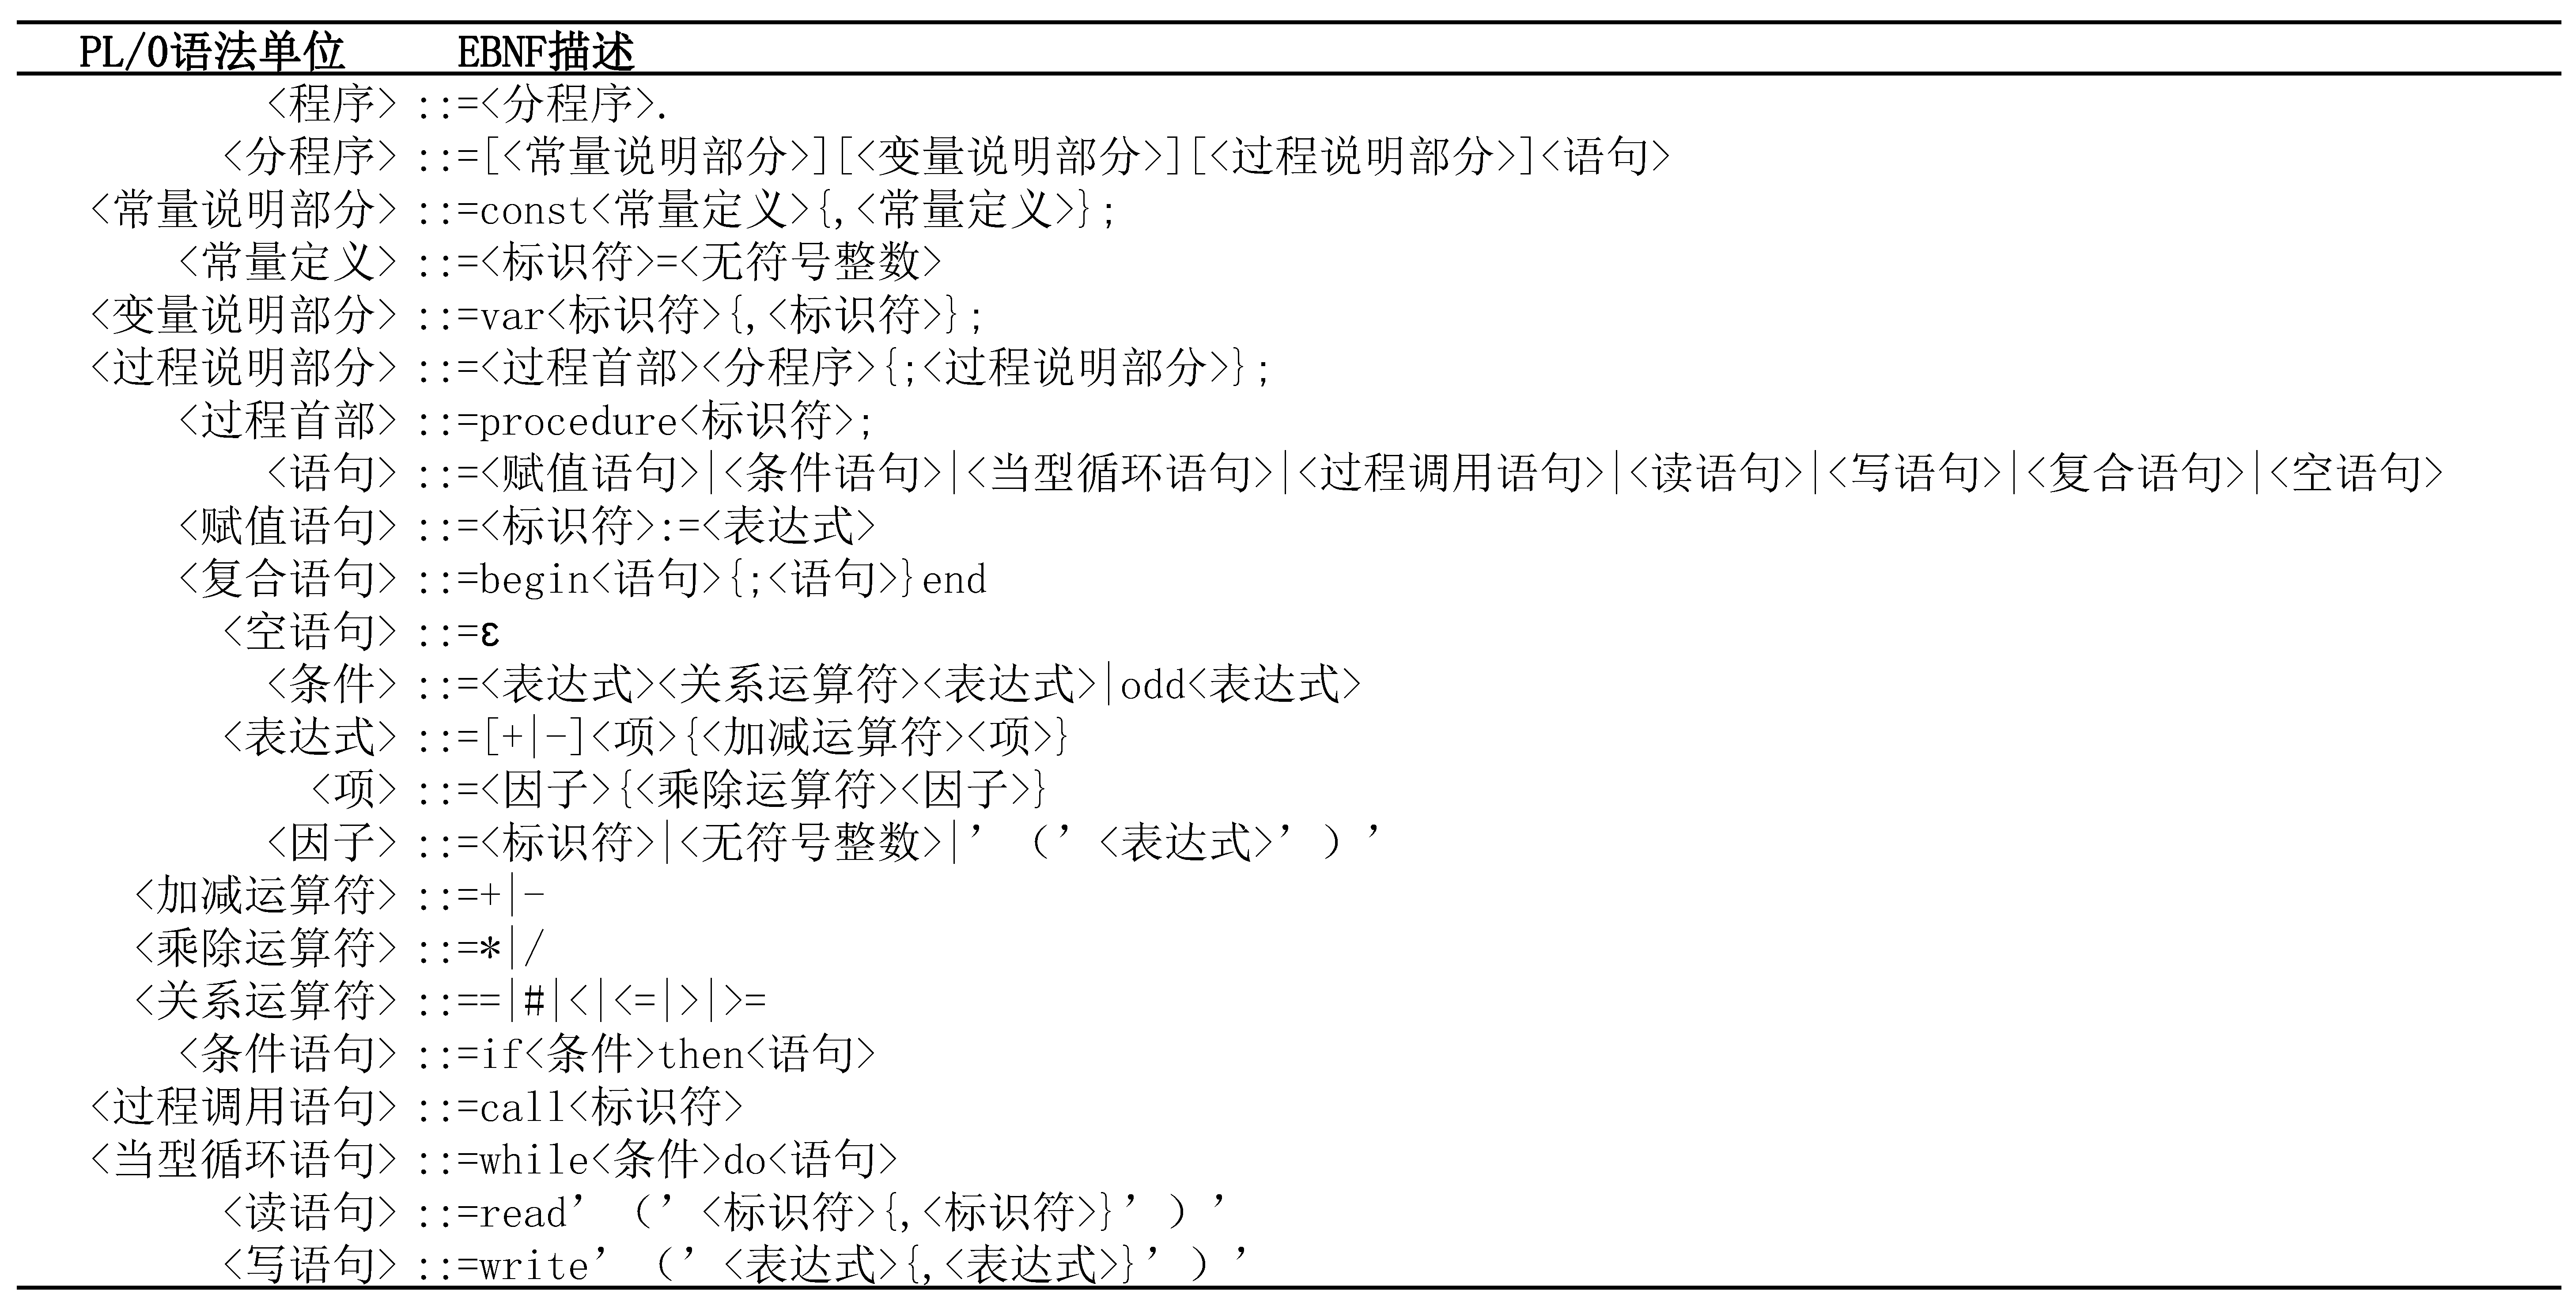 PL/0语法单位 EBNF描述
<程序> ::=<分程序>.
<分程序> ::=[<常量说明部分>][<变量说明部分>][<过程说明部分>]<语句>
<常量说明部分> ::=const<常量定义>{,<常量定义>};
<常量定义> ::=<标识符>=<无符号整数>
<变量说明部分> ::=var<标识符>{,<标识符>};
<过程说明部分> ::=<过程首部><分程序>{;<过程说明部分>};
<过程首部> ::=procedure<标识符>;
<语句> ::=<赋值语句>|<条件语句>|<当型循环语句>|<过程调用语句>|<读语句>|<写语句>|<复合语句>|<空语句>
<赋值语句> ::=<标识符>:=<表达式>
<复合语句> ::=begin<语句>{;<语句>}end
<空语句> ::=ε
<条件> ::=<表达式><关系运算符><表达式>|odd<表达式>
<表达式> ::=[+|-]<项>{<加减运算符><项>}
<项> ::=<因子>{<乘除运算符><因子>}
<因子> ::=<标识符>|<无符号整数>|’（’<表达式>’）’
<加减运算符> ::=+|-
<乘除运算符> ::=*|/
<关系运算符> ::==|#|<|<=|>|>=
<条件语句> ::=if<条件>then<语句>
<过程调用语句> ::=call<标识符>
<当型循环语句> ::=while<条件>do<语句>
<读语句> ::=read’（’<标识符>{,<标识符>}’）’
<写语句> ::=write’（’<表达式>{,<表达式>}’）’